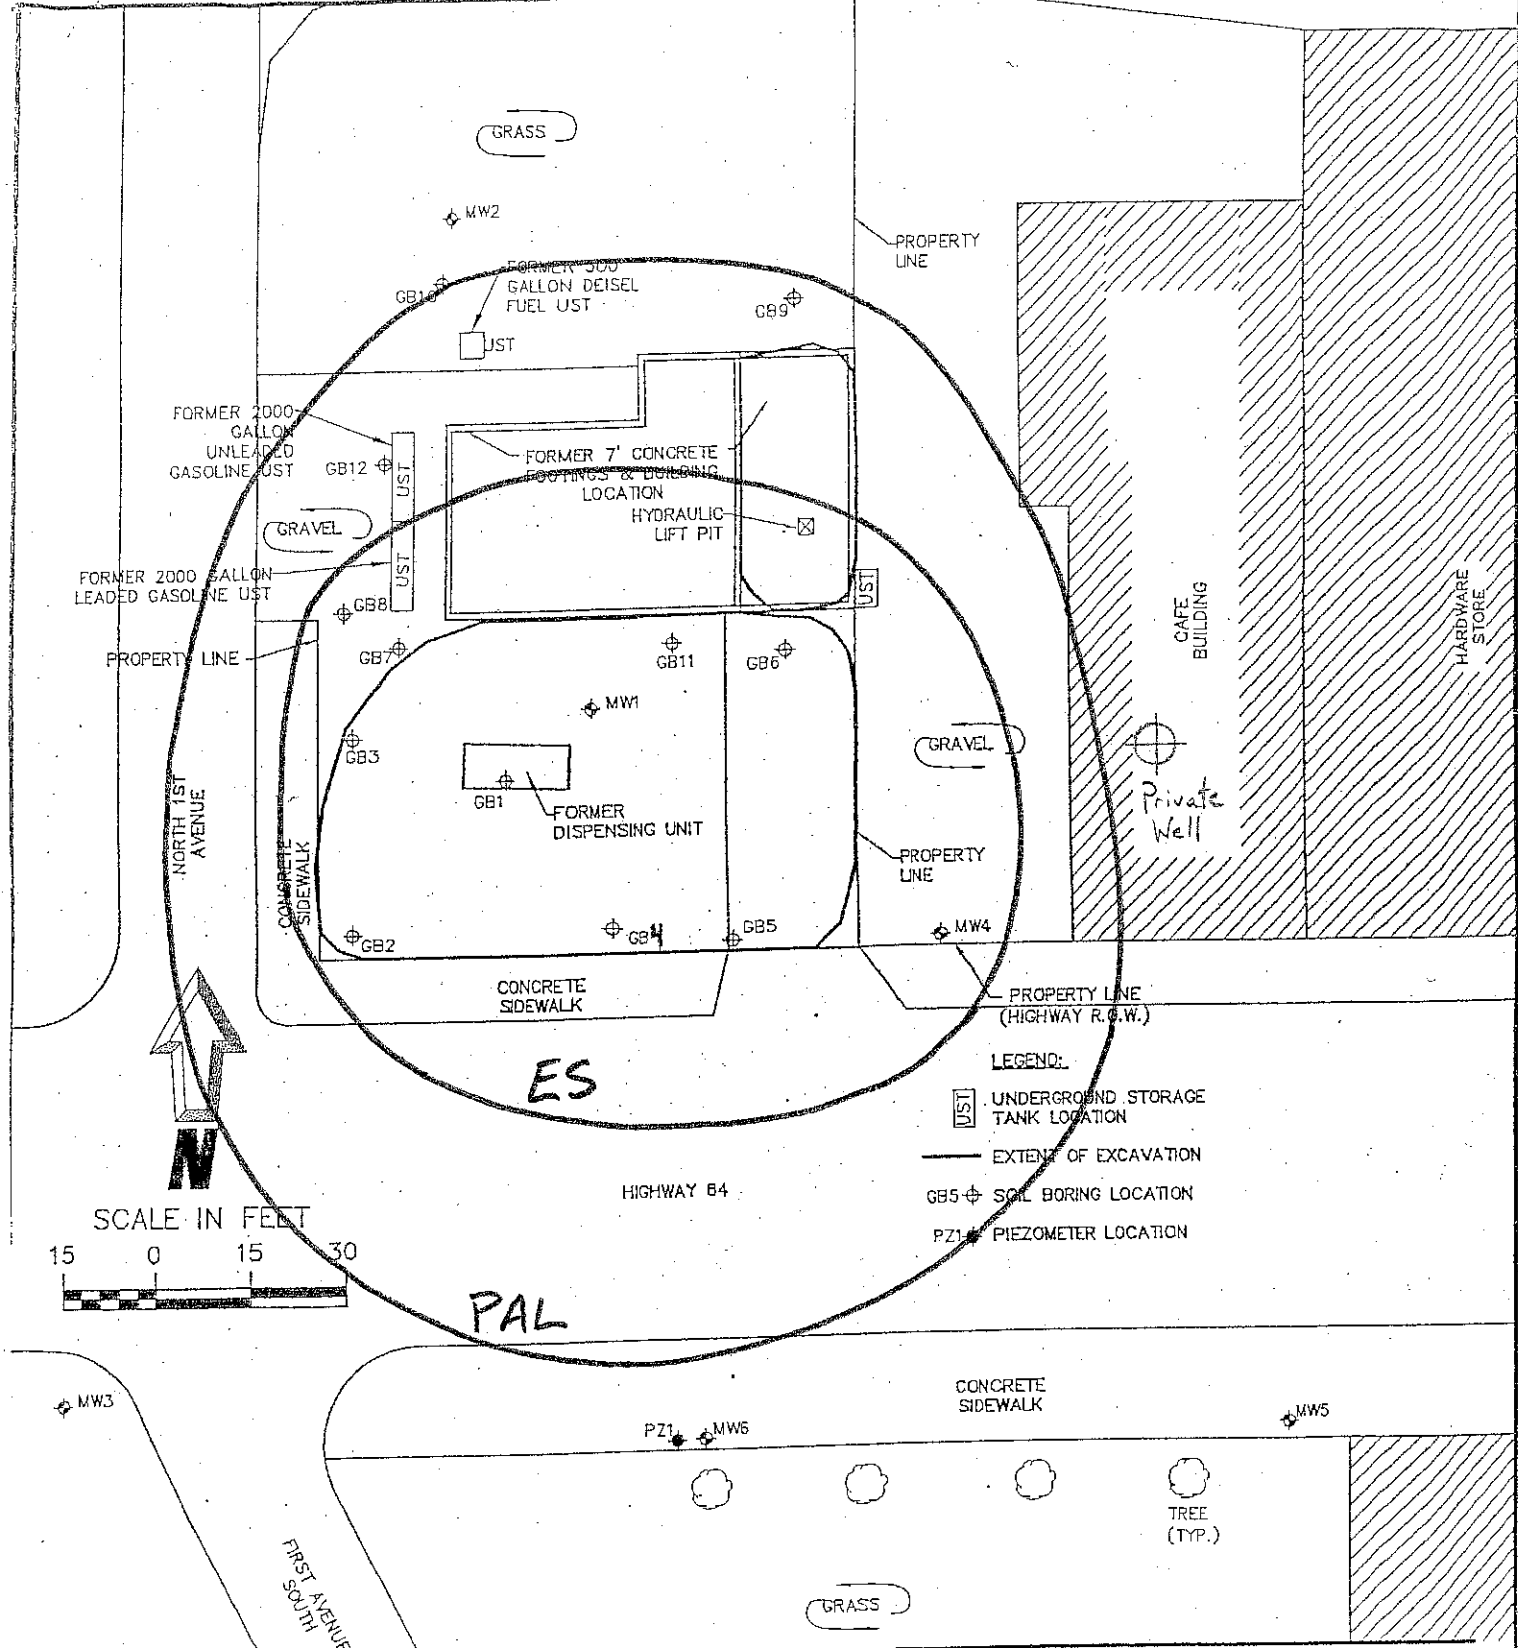 GRASS
MW2
PROPERTY
LINE
FORMER 500
GALLON DEISEL
FUEL UST
GB10
GB9
UST
FORMER 2000
GALLON
UNLEADED
GASOLINE UST
GB12
UST
FORMER 7' CONCRETE
FOOTINGS & BUILDING
LOCATION
HYDRAULIC
LIFT PIT
GRAVEL
FORMER 2000 GALLON
LEADED GASOLINE UST
UST
UST
GB8
PROPERTY LINE
GB7
GB11
GB6
CAFE
BUILDING
HARDWARE
STORE
MW1
GB3
GRAVEL
GB1
FORMER
DISPENSING UNIT
Private
Well
NORTH 1ST
AVENUE
CONCRETE
SIDEWALK
PROPERTY
LINE
GB2
GB4
GB5
MW4
CONCRETE
SIDEWALK
PROPERTY LINE
(HIGHWAY R.O.W.)
ES
LEGEND:
UST UNDERGROUND STORAGE
TANK LOCATION
EXTENT OF EXCAVATION
GB5 SOIL BORING LOCATION
PZ1 PIEZOMETER LOCATION
N
HIGHWAY 64
SCALE IN FEET
15 0 15 30
PAL
MW3
CONCRETE
SIDEWALK
PZ1
MW6
MW5
TREE
(TYP.)
FIRST AVENUE
SOUTH
GRASS